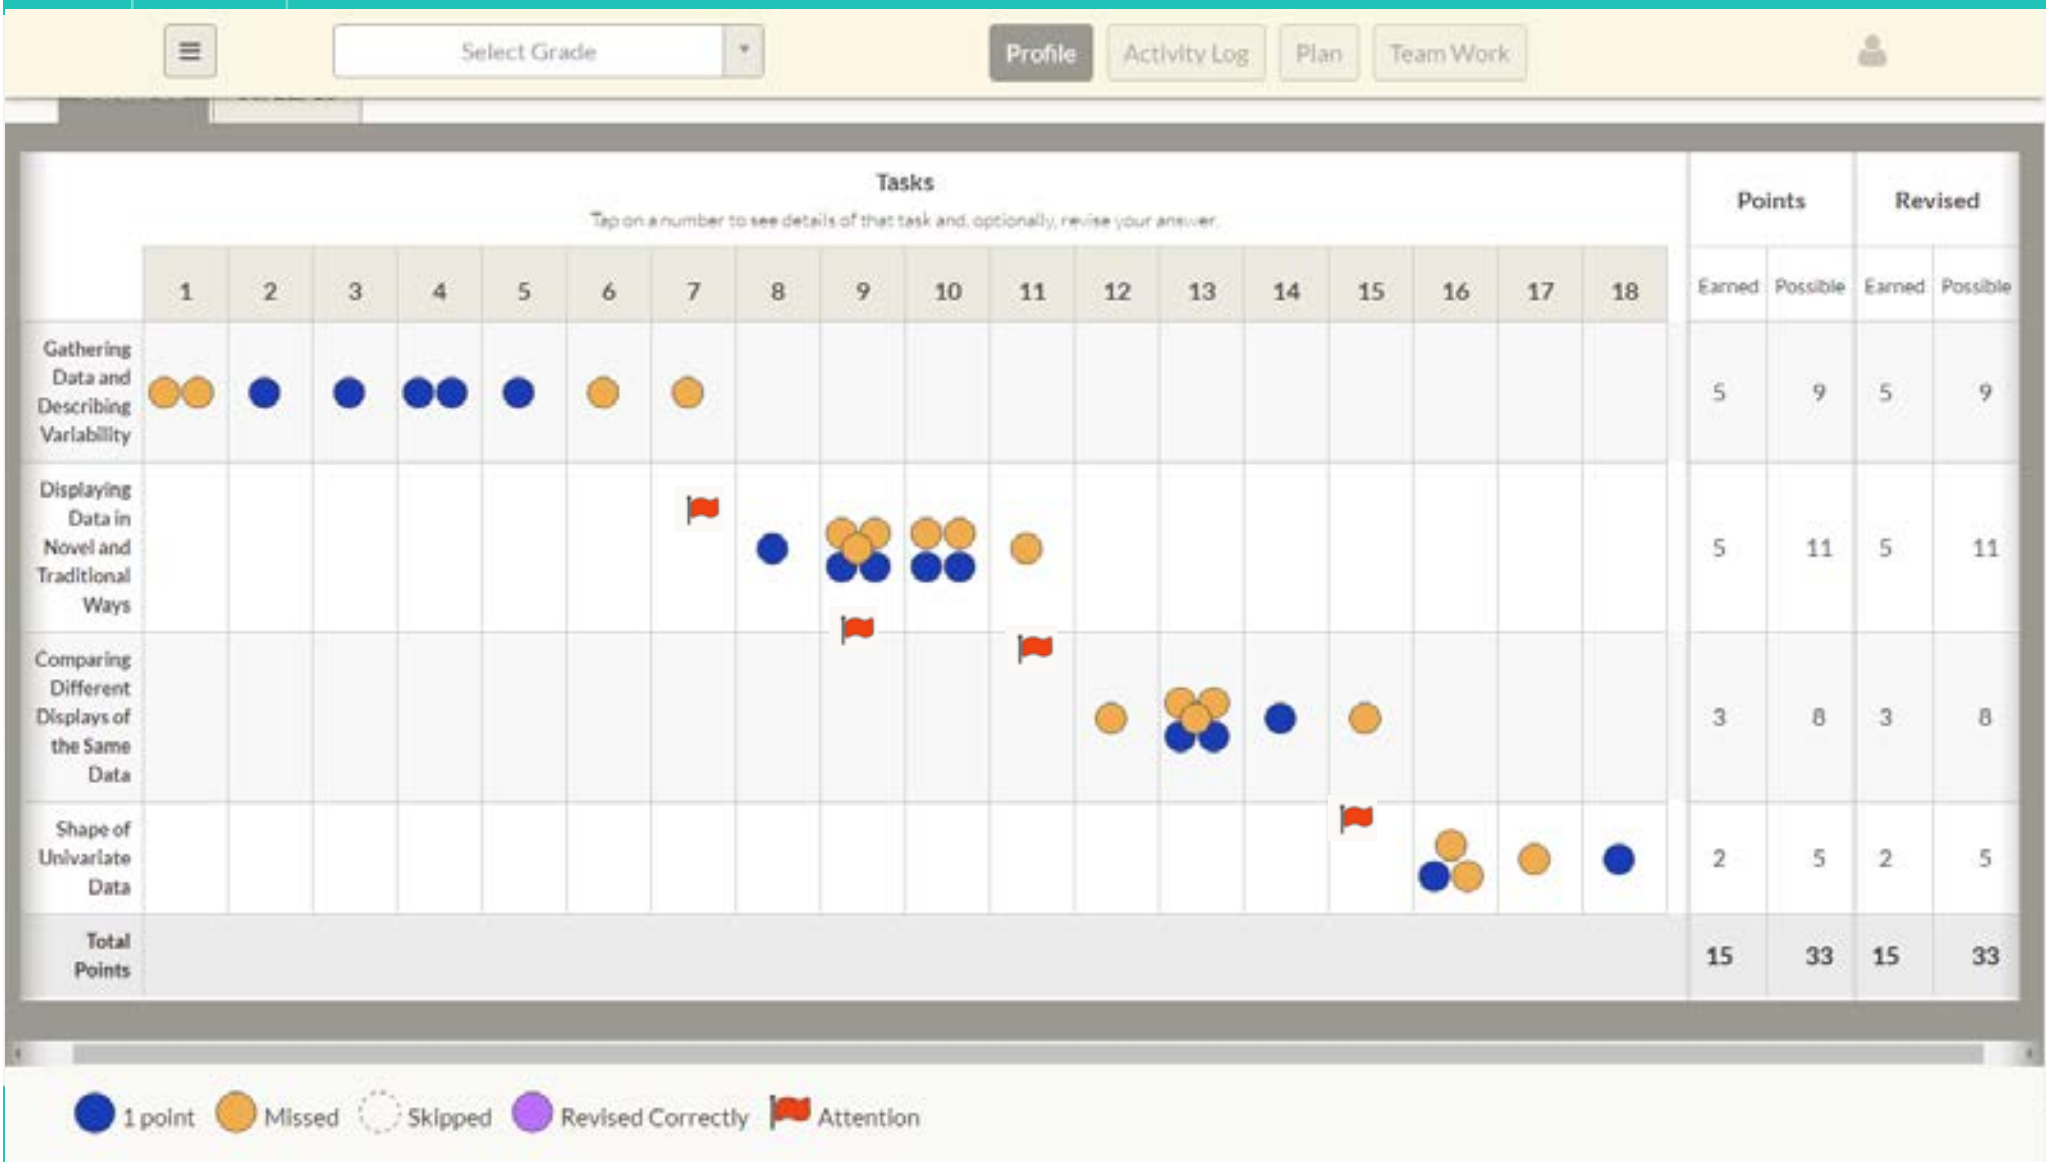 Select Grade
Profile
Activity Log
Plan
Team Work
Tasks
Tap on a number to see details of that task and, optionally, revise your answer.
Points
Revised
1 2 3 4 5 6 7 8 9 10 11 12 13 14 15 16 17 18
Earned Possible Earned Possible
Gathering
Data and
Describing
Variability
5 9 5 9
Displaying
Data in
Novel and
Traditional
Ways
5 11 5 11
Comparing
Different
Displays of
the Same
Data
3 8 3 8
Shape of
Univariate
Data
2 5 2 5
Total
Points
15 33 15 33
1 point
Missed
Skipped
Revised Correctly
Attention